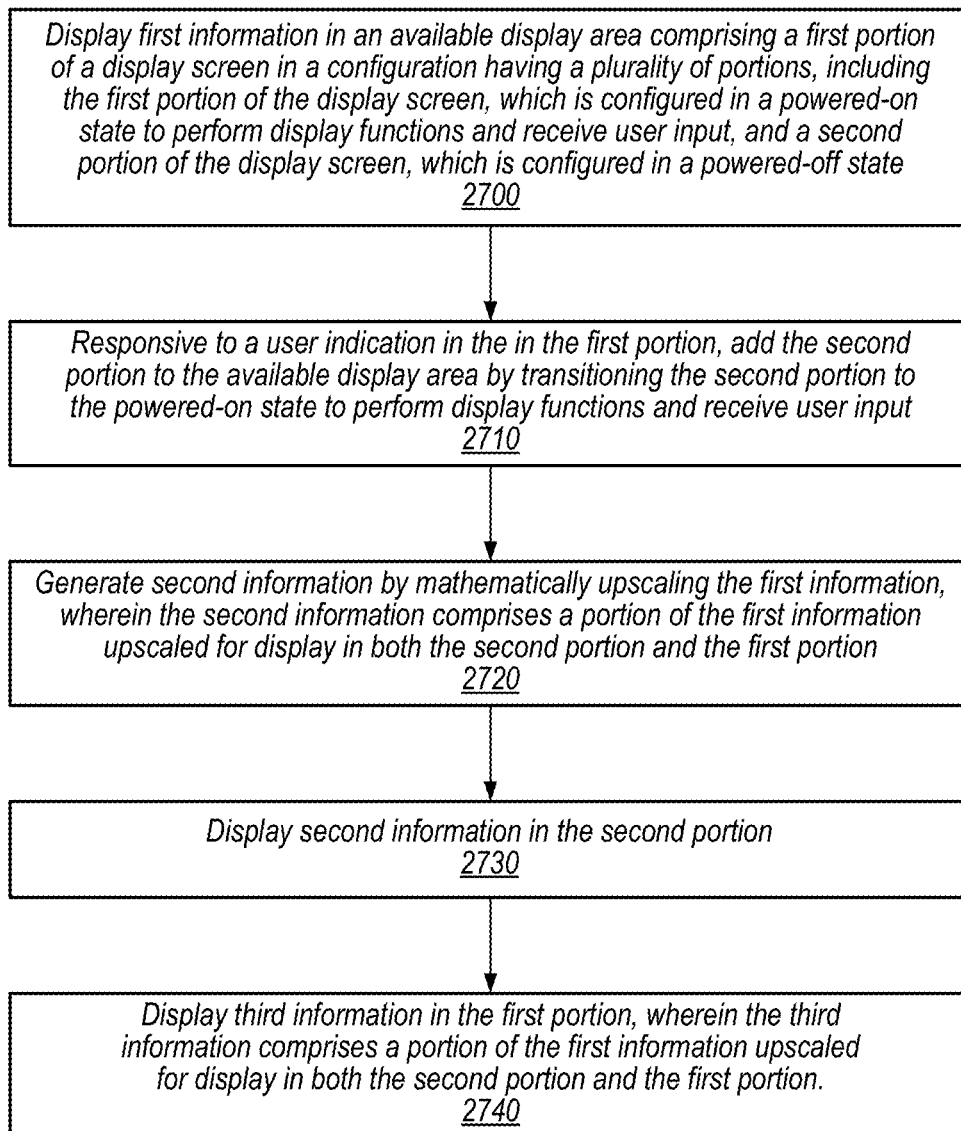 Display first information in an available display area comprising a first portion
of a display screen in a configuration having a plurality of portions, including
the first portion of the display screen, which is configured in a powered-on
state to perform display functions and receive user input, and a second
portion of the display screen, which is configured in a powered-off state
2700
Responsive to a user indication in the in the first portion, add the second
portion to the available display area by transitioning the second portion to
the powered-on state to perform display functions and receive user input
2710
Generate second information by mathematically upscaling the first information,
wherein the second information comprises a portion of the first information
upscaled for display in both the second portion and the first portion
2720
Display second information in the second portion
2730
Display third information in the first portion, wherein the third
information comprises a portion of the first information upscaled
for display in both the second portion and the first portion.
2740